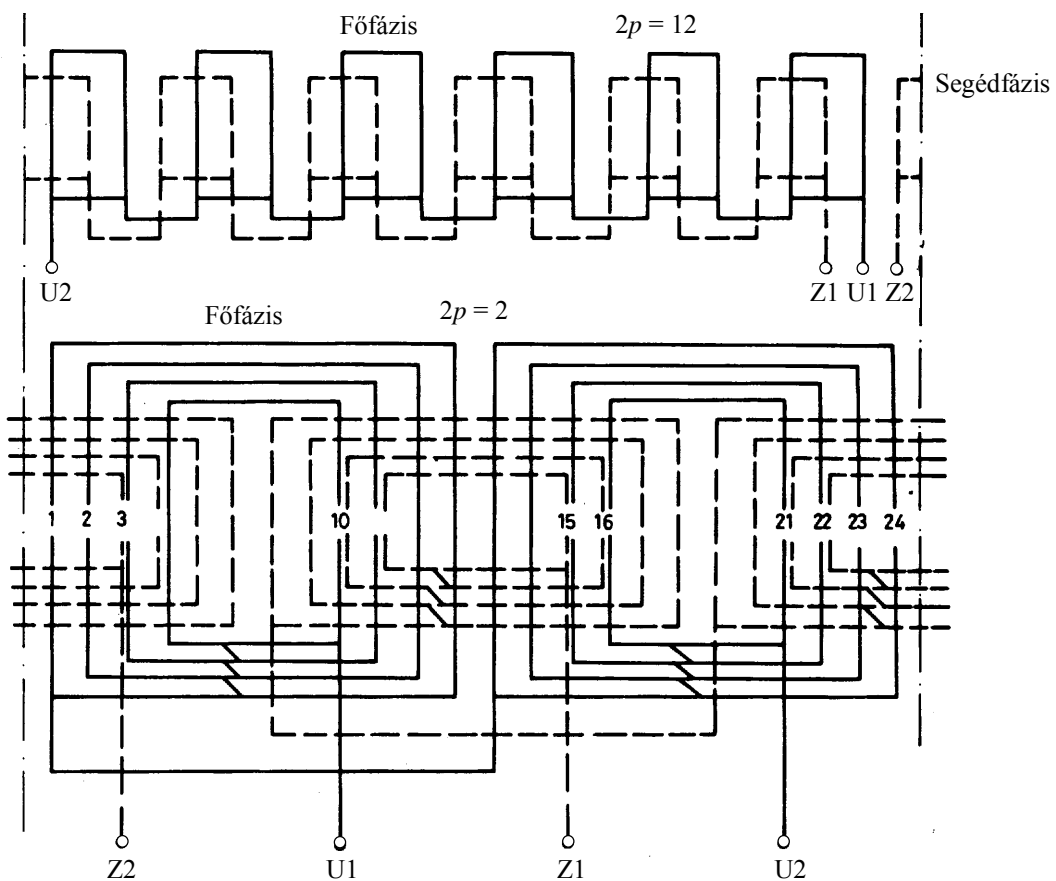 Főfázis 2p = 12
Segédfázis
U2 Z1 U1 Z2
Főfázis 2p = 2
1 2 3 10 15 16 21 22 23 24
Z2 U1 Z1 U2